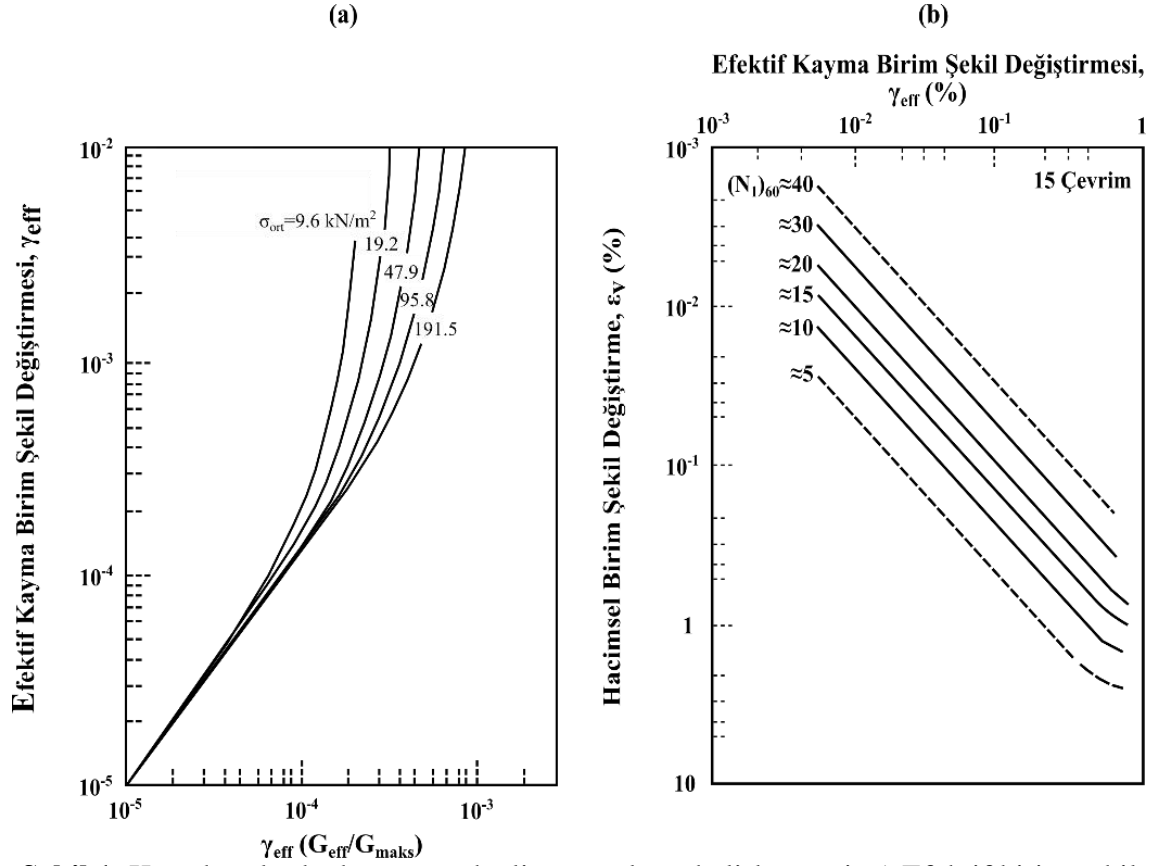 (a)
Efektif Kayma Birim Şekil Değiştirmesi, γeff
10-2
10-3
10-4
10-5
σort=9.6 kN/m2
19.2
47.9
95.8
191.5
10-5
10-4
10-3
γeff (Geff/Gmaks)
(b)
Efektif Kayma Birim Şekil Değiştirmesi,
γeff (%)
10-3
10-2
10-1
1
Hacimsel Birim Şekil Değiştirme, εv (%)
10-3
10-2
10-1
1
10
15 Çevrim
(N1)60≈40
≈30
≈20
≈15
≈10
≈5